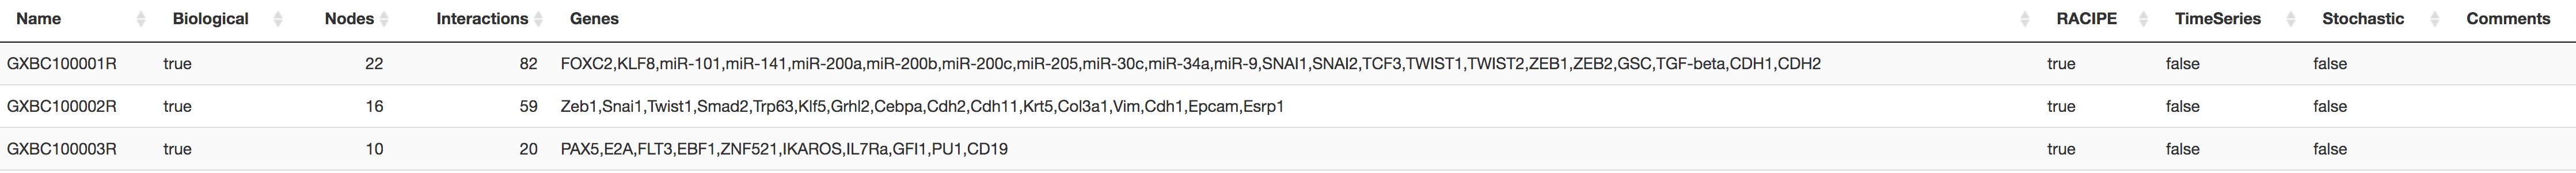 Name Biological Nodes Interactions Genes RACIPE TimeSeries Stochastic Comments
GXBC100001R true 22 82 FOXC2,KLF8,miR-101,miR-141,miR-200a,miR-200b,miR-200c,miR-205,miR-30c,miR-34a,miR-9,SNAI1,SNAI2,TCF3,TWIST1,TWIST2,ZEB1,ZEB2,GSC,TGF-beta,CDH1,CDH2 true false false
GXBC100002R true 16 59 Zeb1,Snai1,Twist1,Smad2,Trp63,Klf5,Grhl2,Cebpa,Cdh2,Cdh11,Krt5,Col3a1,Vim,Cdh1,Epcam,Esrp1 true false false
GXBC100003R true 10 20 PAX5,E2A,FLT3,EBF1,ZNF521,IKAROS,IL7Ra,GFI1,PU1,CD19 true false false